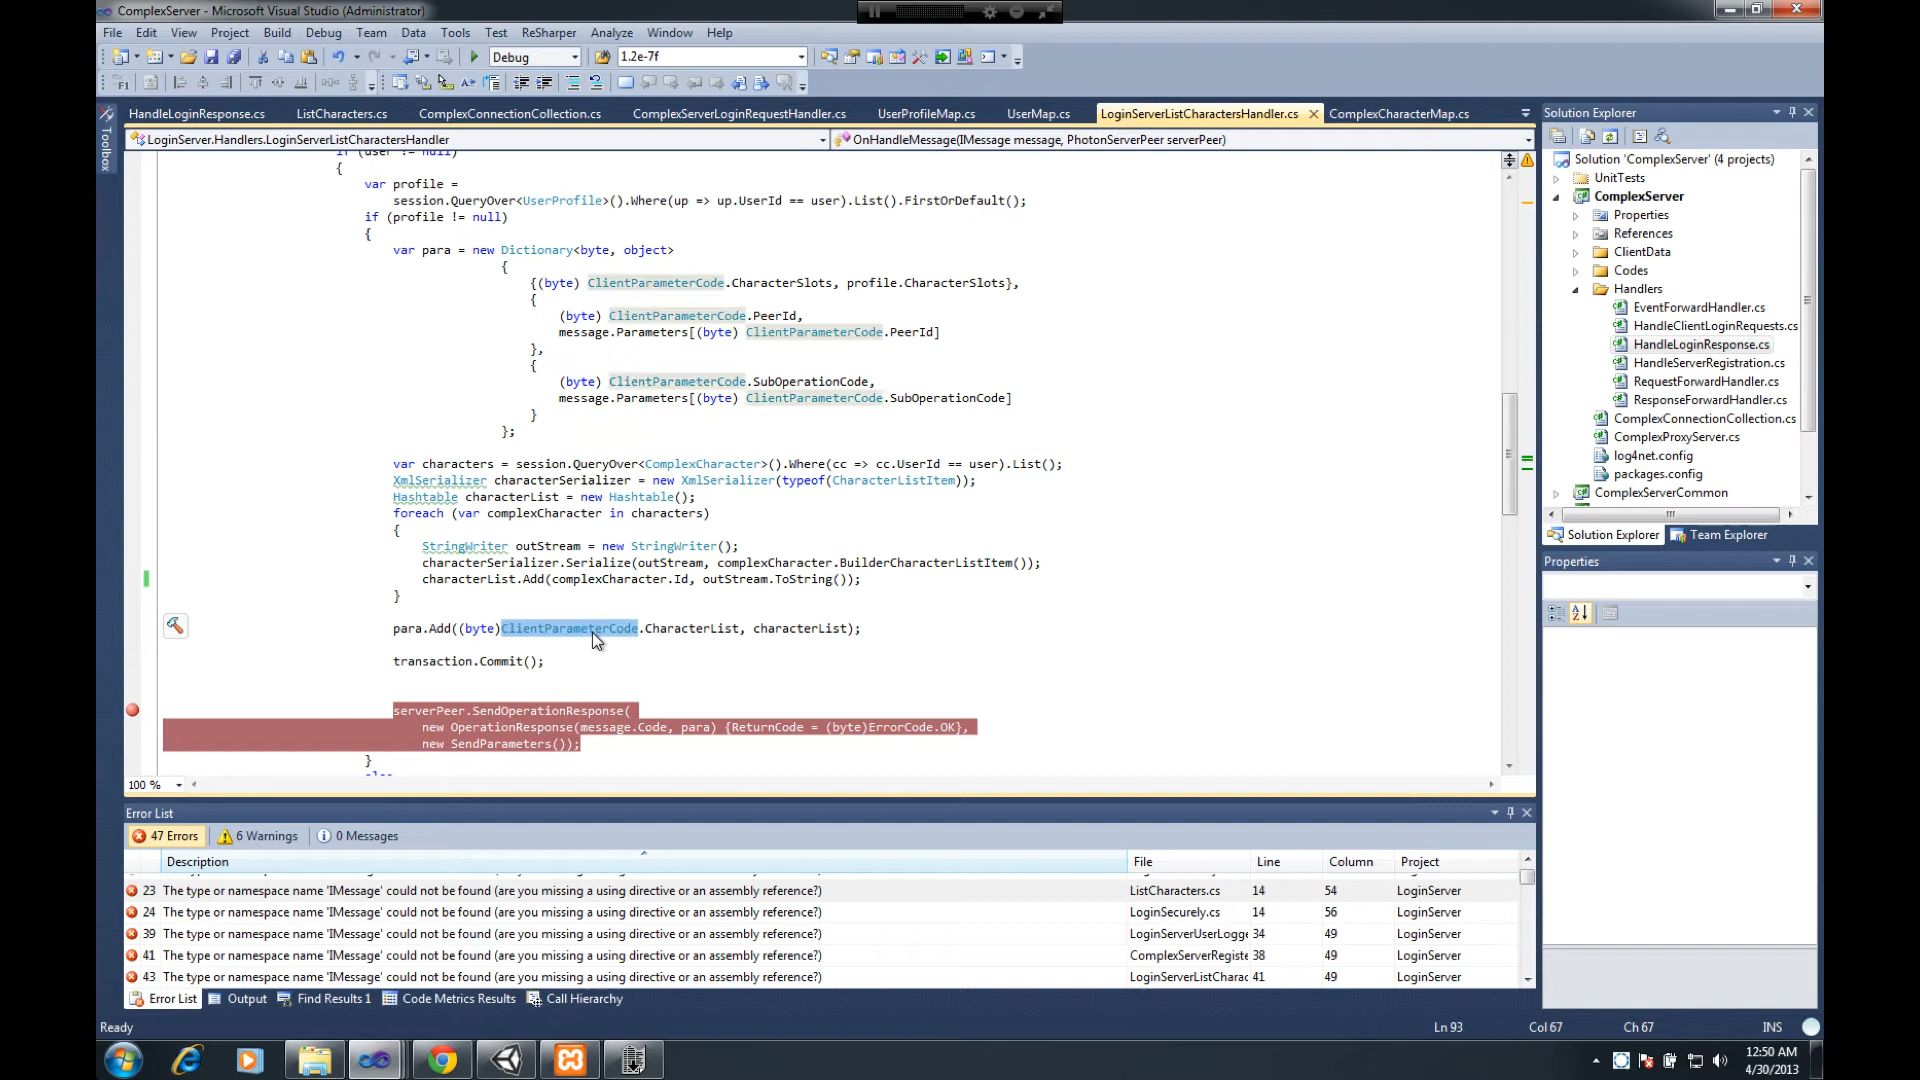 ComplexServer - Microsoft Visual Studio (Administrator)
File Edit View Project Build Debug Team Data Tools Test ReSharper Analyze Window Help
Debug 1.2e-7f
HandleLoginResponse.cs ListCharacters.cs ComplexConnectionCollection.cs ComplexServerLoginRequestHandler.cs UserProfileMap.cs UserMap.cs LoginServerListCharactersHandler.cs ComplexCharacterMap.cs
Toolbox
LoginServer.Handlers.LoginServerListCharactersHandler OnHandleMessage(IMessage message, PhotonServerPeer serverPeer)
if (user != null)
{
var profile =
session.QueryOver<UserProfile>().Where(up => up.UserId == user).List().FirstOrDefault();
if (profile != null)
{
var para = new Dictionary<byte, object>
{
{(byte) ClientParameterCode.CharacterSlots, profile.CharacterSlots},
{
(byte) ClientParameterCode.PeerId,
message.Parameters[(byte) ClientParameterCode.PeerId]
},
{
(byte) ClientParameterCode.SubOperationCode,
message.Parameters[(byte) ClientParameterCode.SubOperationCode]
}
};
var characters = session.QueryOver<ComplexCharacter>().Where(cc => cc.UserId == user).List();
XmlSerializer characterSerializer = new XmlSerializer(typeof(CharacterListItem));
Hashtable characterList = new Hashtable();
foreach (var complexCharacter in characters)
{
StringWriter outStream = new StringWriter();
characterSerializer.Serialize(outStream, complexCharacter.BuilderCharacterListItem());
characterList.Add(complexCharacter.Id, outStream.ToString());
}
para.Add((byte)ClientParameterCode.CharacterList, characterList);
transaction.Commit();
serverPeer.SendOperationResponse(
new OperationResponse(message.Code, para) {ReturnCode = (byte)ErrorCode.OK},
new SendParameters());
}
else
100 %
Solution Explorer
Solution 'ComplexServer' (4 projects)
UnitTests
ComplexServer
Properties
References
ClientData
Codes
Handlers
EventForwardHandler.cs
HandleClientLoginRequests.cs
HandleLoginResponse.cs
HandleServerRegistration.cs
RequestForwardHandler.cs
ResponseForwardHandler.cs
ComplexConnectionCollection.cs
ComplexProxyServer.cs
log4net.config
packages.config
ComplexServerCommon
Solution Explorer Team Explorer
Properties
Error List
47 Errors 6 Warnings 0 Messages
Description File Line Column Project
23 The type or namespace name 'IMessage' could not be found (are you missing a using directive or an assembly reference?) ListCharacters.cs 14 54 LoginServer
24 The type or namespace name 'IMessage' could not be found (are you missing a using directive or an assembly reference?) LoginSecurely.cs 14 56 LoginServer
39 The type or namespace name 'IMessage' could not be found (are you missing a using directive or an assembly reference?) LoginServerUserLogge 34 49 LoginServer
41 The type or namespace name 'IMessage' could not be found (are you missing a using directive or an assembly reference?) ComplexServerRegiste 38 49 LoginServer
43 The type or namespace name 'IMessage' could not be found (are you missing a using directive or an assembly reference?) LoginServerListCharac 41 49 LoginServer
Error List Output Find Results 1 Code Metrics Results Call Hierarchy
Ready Ln 93 Col 67 Ch 67 INS
12:50 AM
4/30/2013